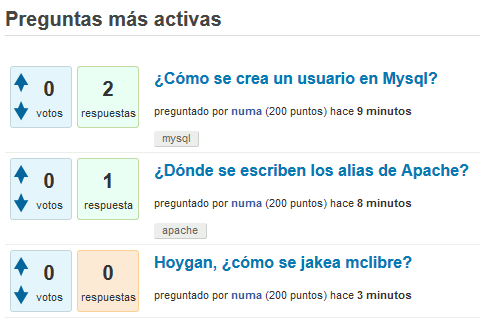 Preguntas más activas
0
votos
2
respuestas
¿Cómo se crea un usuario en Mysql?
preguntado por numa (200 puntos) hace 9 minutos
mysql
0
votos
1
respuesta
¿Dónde se escriben los alias de Apache?
preguntado por numa (200 puntos) hace 8 minutos
apache
0
votos
0
respuestas
Hoygan, ¿cómo se jakea mclibre?
preguntado por numa (200 puntos) hace 3 minutos